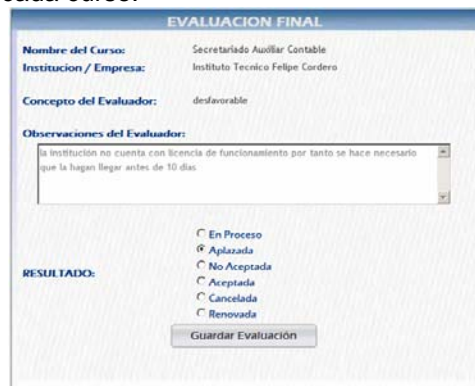 cada curso.
EVALUACION FINAL
Nombre del Curso: Secretariado Auxiliar Contable
Institucion / Empresa: Instituto Tecnico Felipe Cordero
Concepto del Evaluador: desfavorable
Observaciones del Evaluador:
la institución no cuenta con licencia de funcionamiento por tanto se hace necesario
que la hagan llegar antes de 10 dias
RESULTADO:
En Proceso
Aplazada
No Aceptada
Aceptada
Cancelada
Renovada
Guardar Evaluación